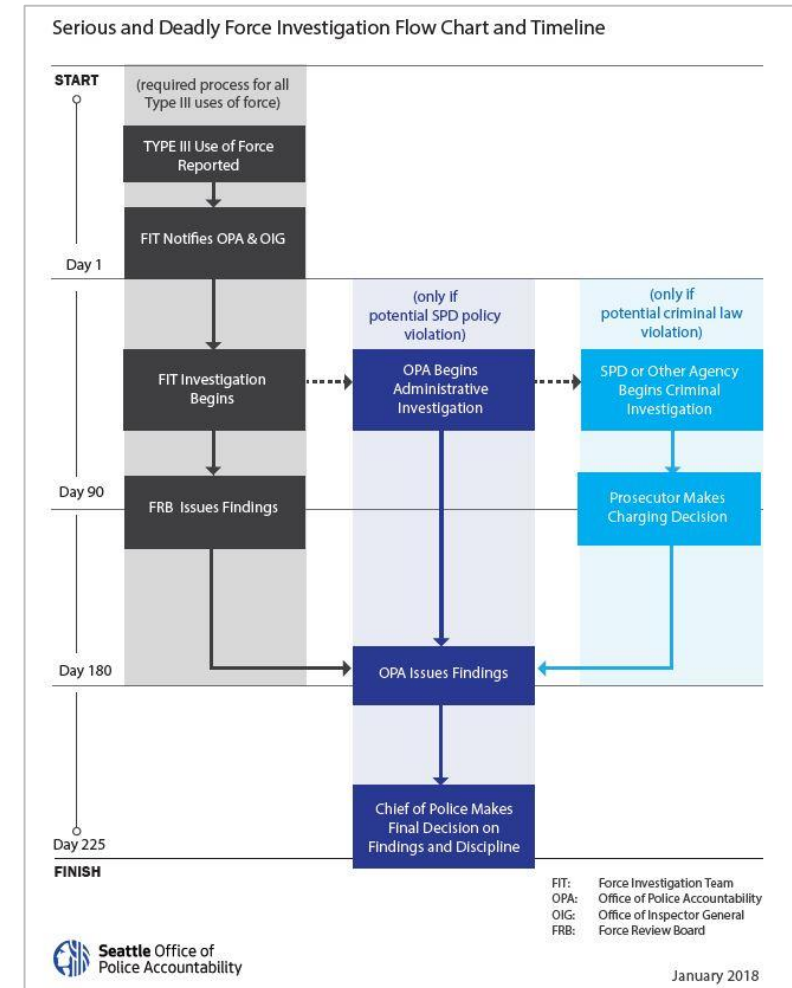 Serious and Deadly Force Investigation Flow Chart and Timeline
START
(required process for all
Type III uses of force)
TYPE III Use of Force
Reported
FIT Notifies OPA & OIG
Day 1
(only if
potential SPD policy
violation)
(only if
potential criminal law
violation)
FIT Investigation
Begins
OPA Begins
Administrative
Investigation
SPD or Other Agency
Begins Criminal
Investigation
Day 90
FRB Issues Findings
Prosecutor Makes
Charging Decision
Day 180
OPA Issues Findings
Chief of Police Makes
Final Decision on
Findings and Discipline
Day 225
FINISH
FIT: Force Investigation Team
OPA: Office of Police Accountability
OIG: Office of Inspector General
FRB: Force Review Board
Seattle Office of
Police Accountability
January 2018